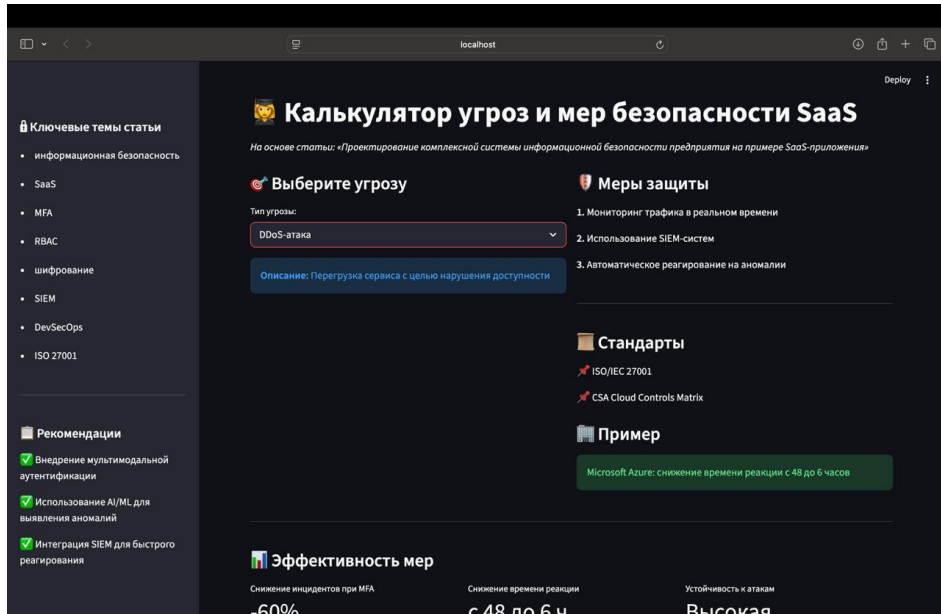 localhost
Deploy
Ключевые темы статьи
информационная безопасность
SaaS
MFA
RBAC
шифрование
SIEM
DevSecOps
ISO 27001
Рекомендации
Внедрение мультимодальной
аутентификации
Использование AI/ML для
выявления аномалий
Интеграция SIEM для быстрого
реагирования
Калькулятор угроз и мер безопасности SaaS
На основе статьи: «Проектирование комплексной системы информационной безопасности предприятия на примере SaaS-приложения»
Выберите угрозу
Тип угрозы:
DDoS-атака
Описание: Перегрузка сервиса с целью нарушения доступности
Меры защиты
1. Мониторинг трафика в реальном времени
2. Использование SIEM-систем
3. Автоматическое реагирование на аномалии
Стандарты
ISO/IEC 27001
CSA Cloud Controls Matrix
Пример
Microsoft Azure: снижение времени реакции с 48 до 6 часов
Эффективность мер
Снижение инцидентов при MFA
-60%
Снижение времени реакции
с 48 до 6 ч
Устойчивость к атакам
Высокая